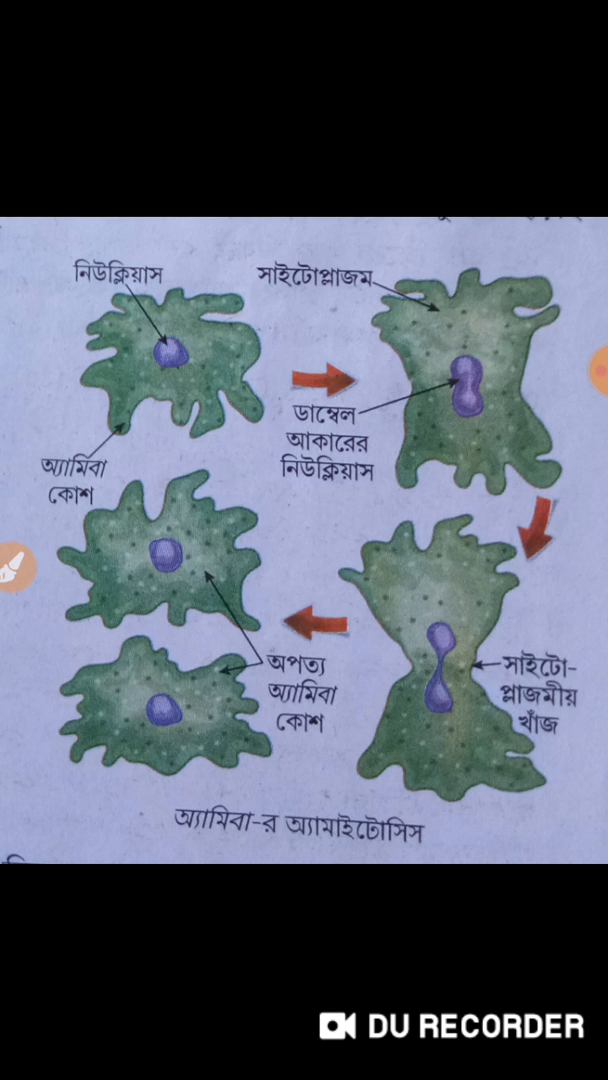 নিউক্লিয়াস
সাইটোপ্লাজম
ডাম্বেল
আকারের
নিউক্লিয়াস
অ্যামিবা
কোশ
অপত্য
অ্যামিবা
কোশ
সাইটো-
প্লাজমীয়
খাঁজ
অ্যামিবা-র অ্যামাইটোসিস
DU RECORDER